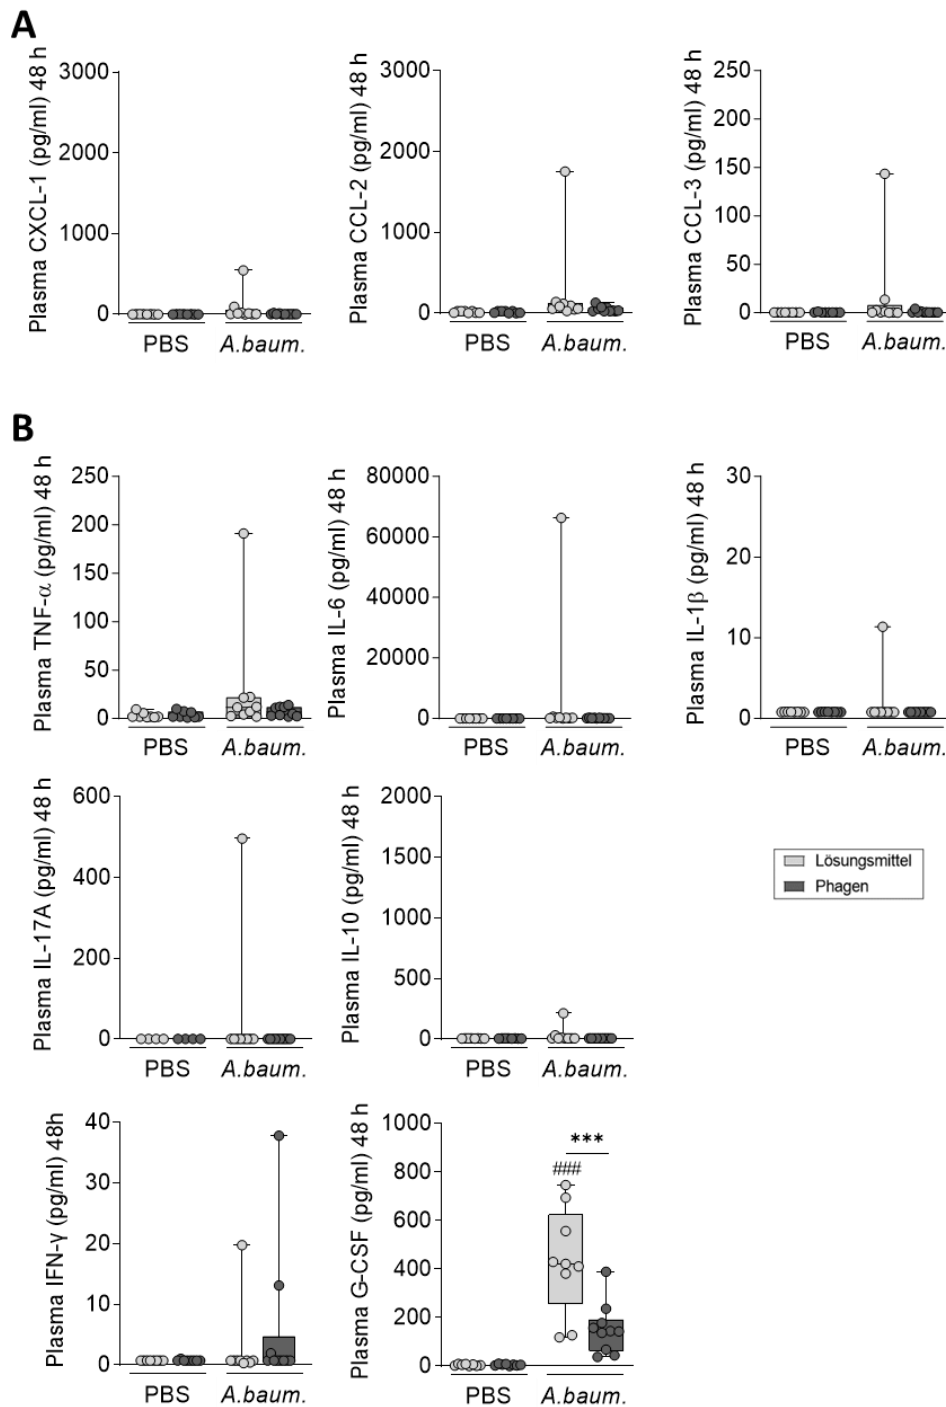 A
Plasma CXCL-1 (pg/ml) 48 h
3000
2000
1000
0
PBS
A.baum.
Plasma CCL-2 (pg/ml) 48 h
3000
2000
1000
0
PBS
A.baum.
Plasma CCL-3 (pg/ml) 48 h
250
200
150
100
50
0
PBS
A.baum.
B
Plasma TNF-α (pg/ml) 48 h
250
200
150
100
50
0
PBS
A.baum.
Plasma IL-6 (pg/ml) 48 h
80000
60000
40000
20000
0
PBS
A.baum.
Plasma IL-1β (pg/ml) 48 h
30
20
10
0
PBS
A.baum.
Plasma IL-17A (pg/ml) 48 h
600
400
200
0
PBS
A.baum.
Plasma IL-10 (pg/ml) 48 h
2000
1500
1000
500
0
PBS
A.baum.
Lösungsmittel
Phagen
Plasma IFN-γ (pg/ml) 48h
40
30
20
10
0
PBS
A.baum.
Plasma G-CSF (pg/ml) 48 h
1000
800
600
400
200
0
***
###
PBS
A.baum.